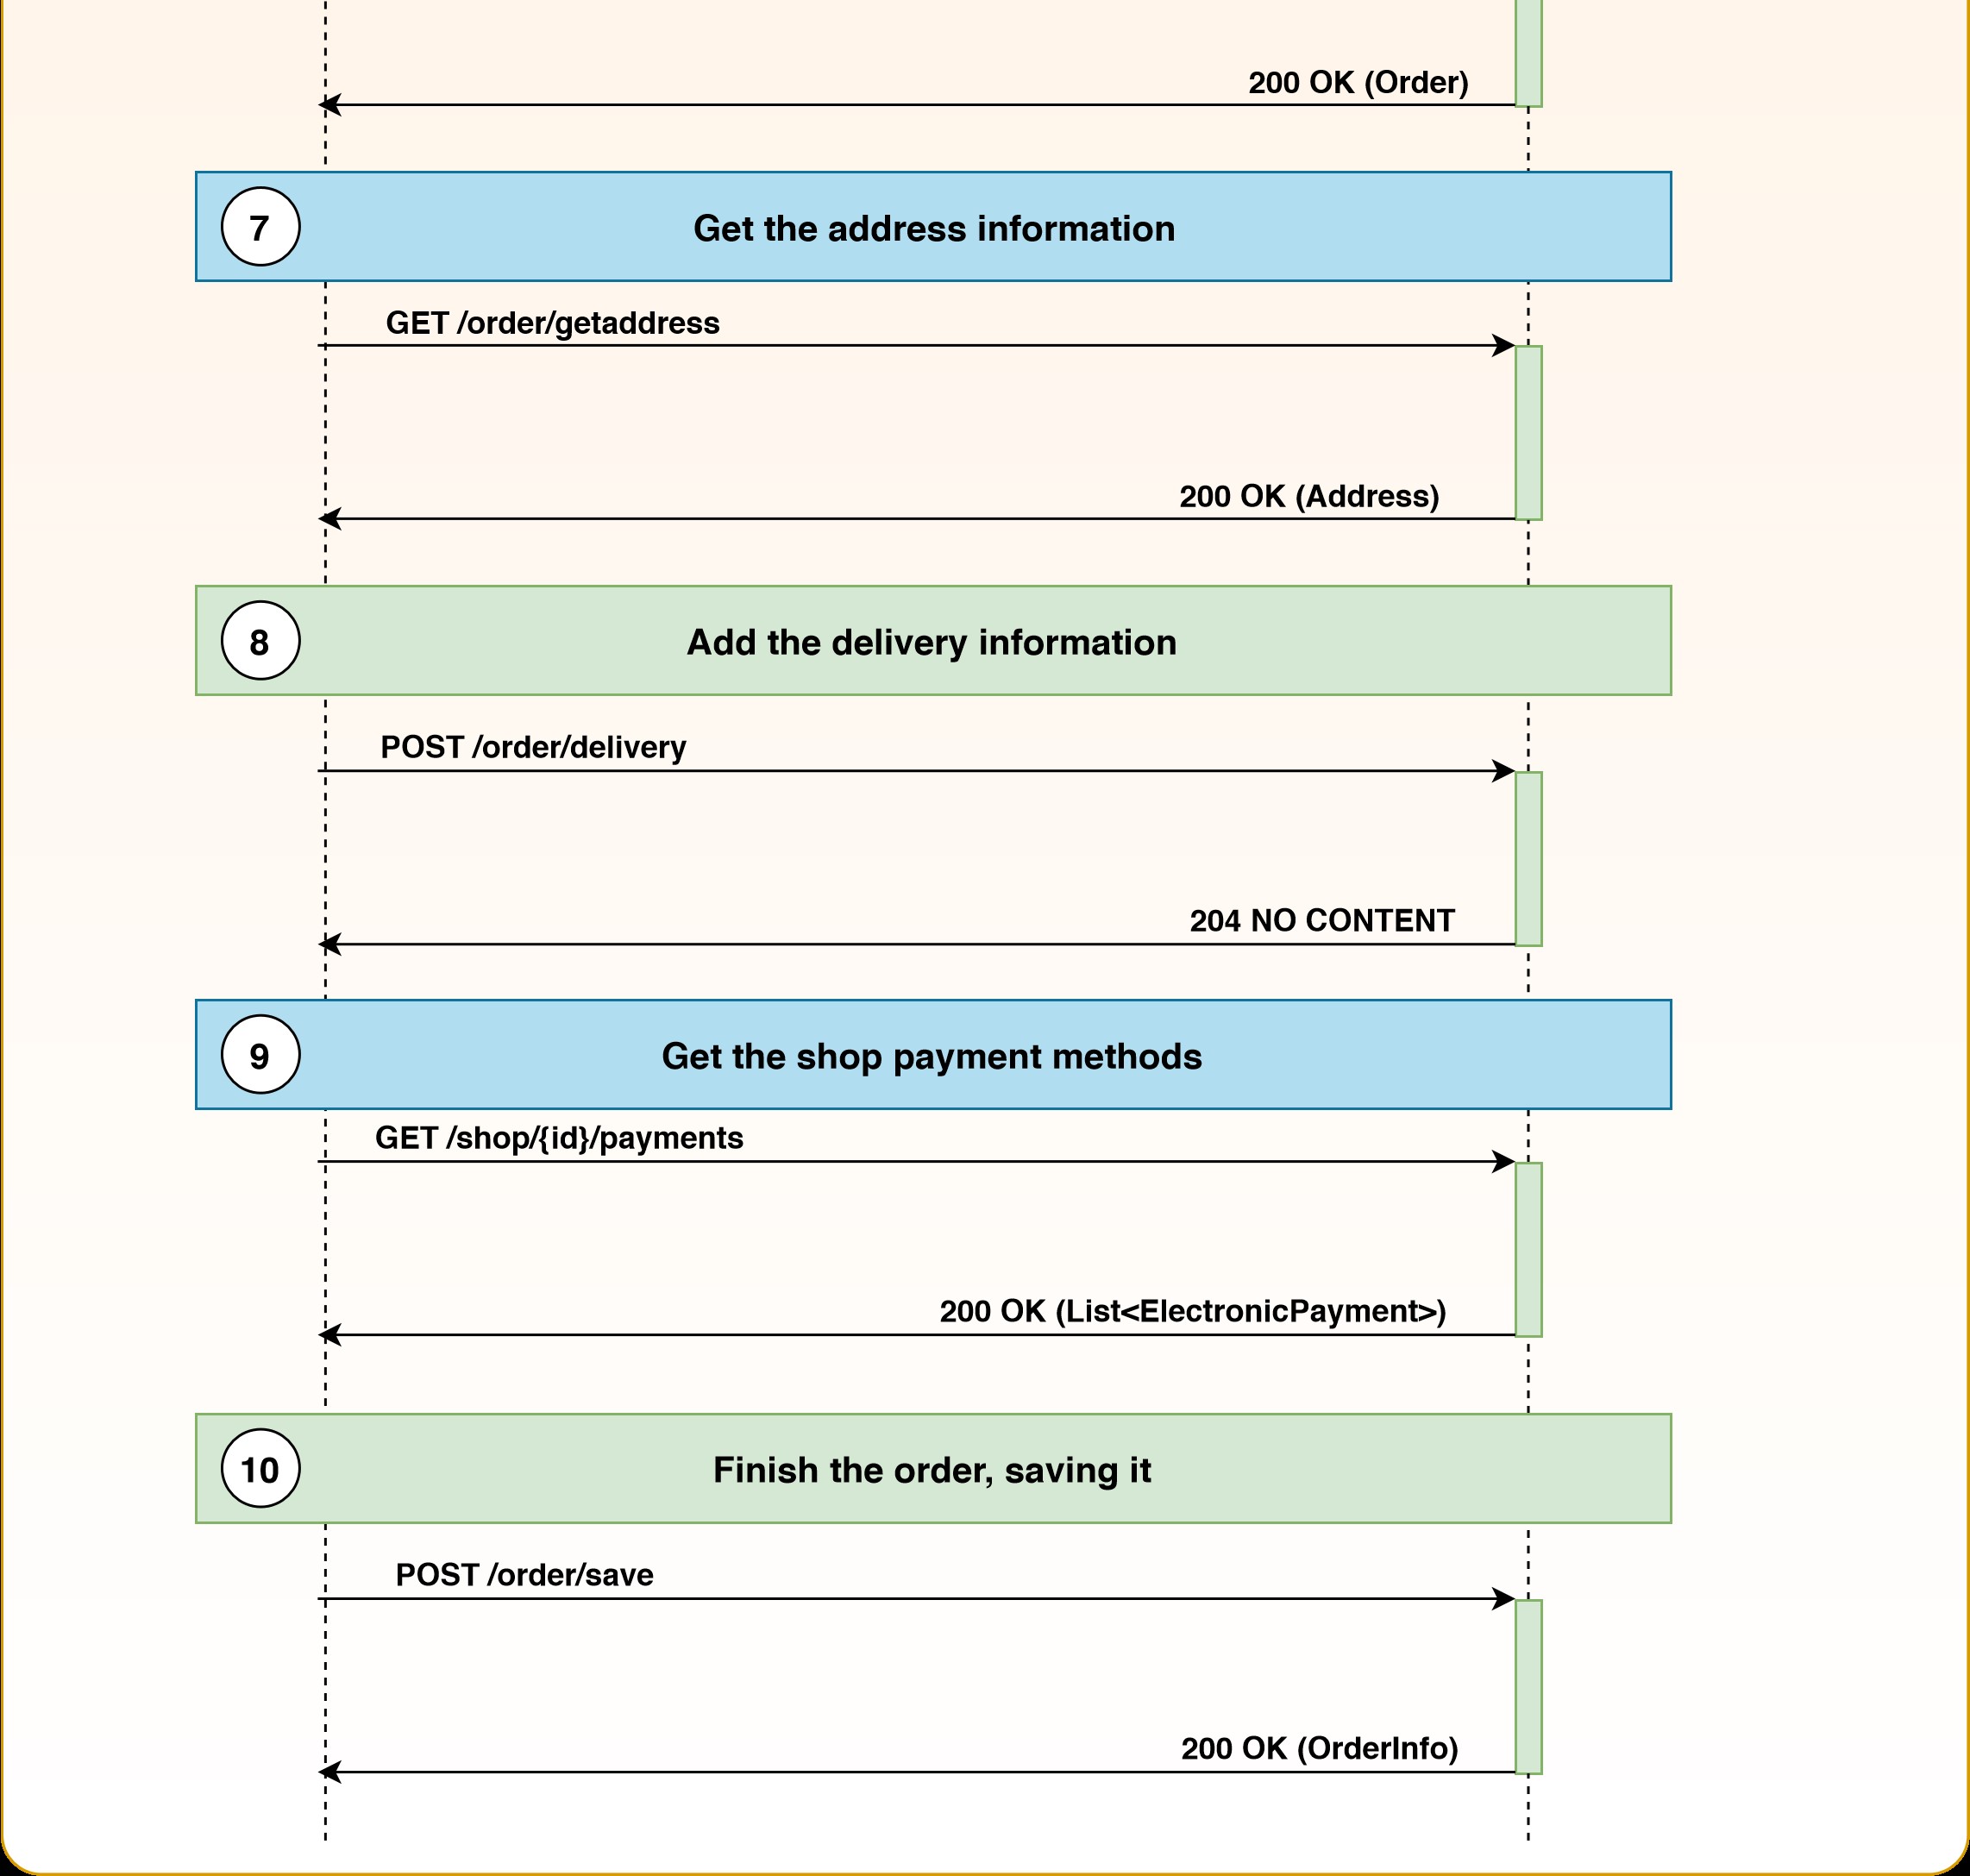 200 OK (Order)
7
Get the address information
GET /order/getaddress
200 OK (Address)
8
Add the delivery information
POST /order/delivery
204 NO CONTENT
9
Get the shop payment methods
GET /shop/{id}/payments
200 OK (List<ElectronicPayment>)
10
Finish the order, saving it
POST /order/save
200 OK (OrderInfo)